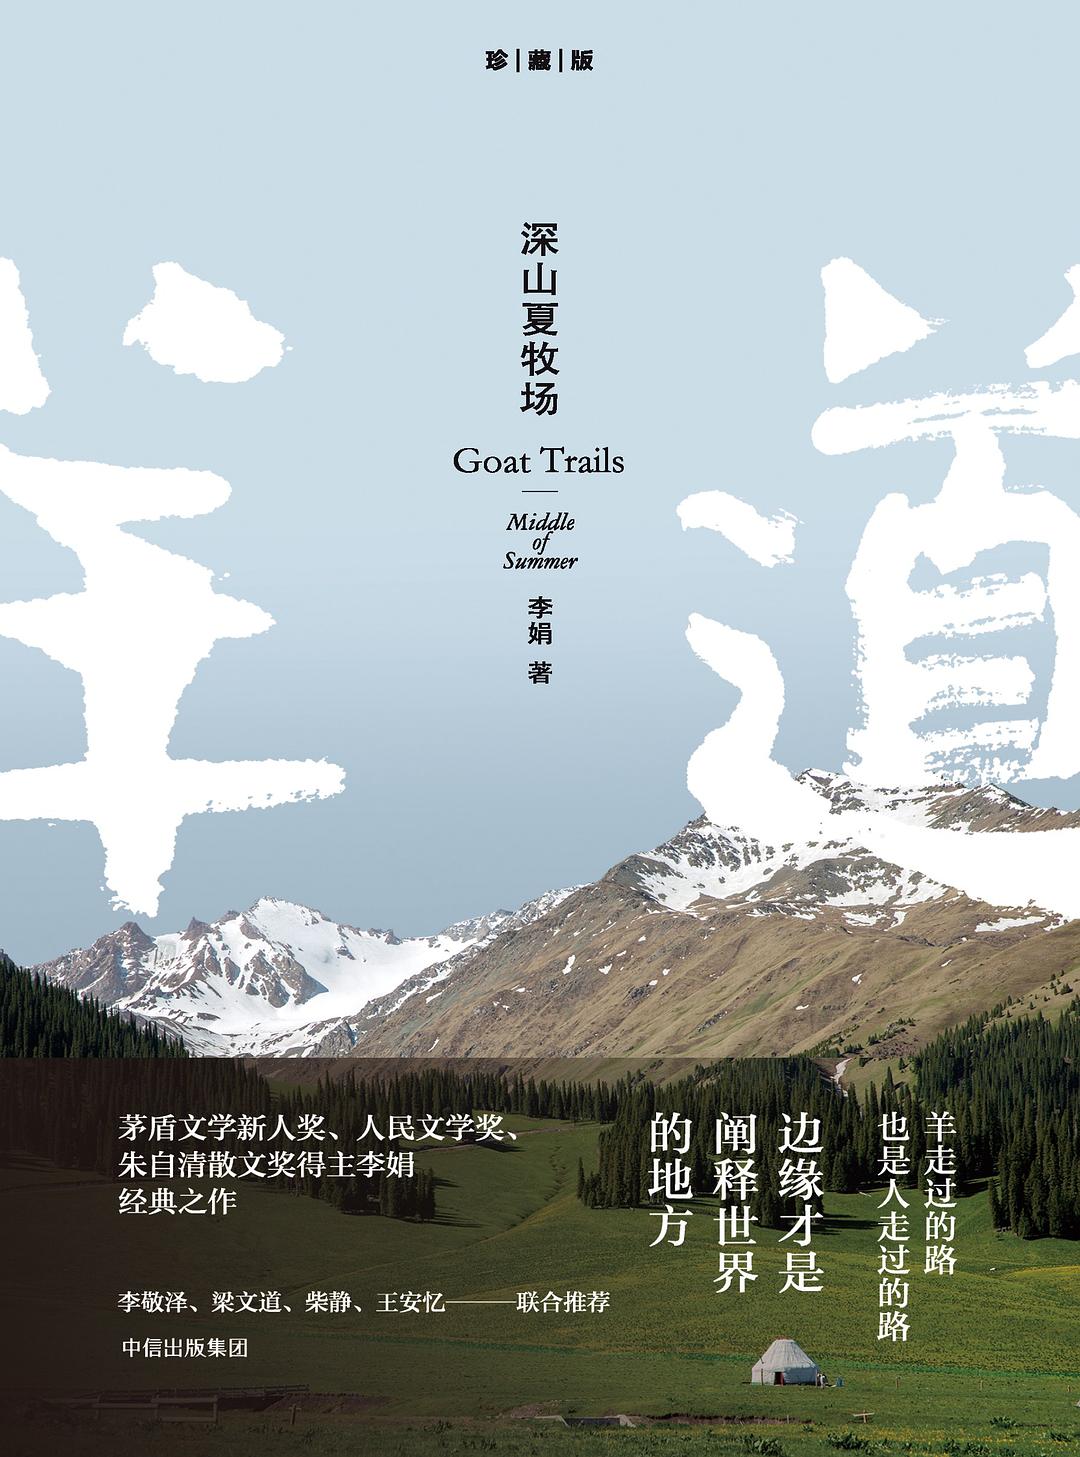 珍|藏|版
羊道
深山夏牧场
Goat Trails
Middle
of
Summer
李娟 著
羊走过的路
也是人走过的路
边缘才是
阐释世界
的地方
茅盾文学新人奖、人民文学奖、
朱自清散文奖得主李娟
经典之作
李敬泽、梁文道、柴静、王安忆———联合推荐
中信出版集团